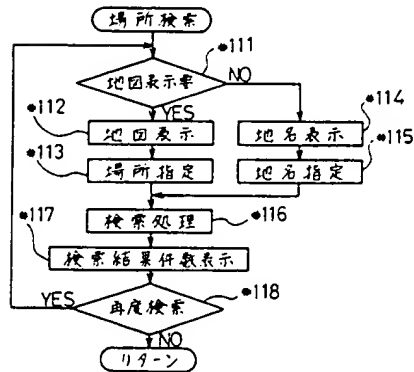 場所検索
*111
地図表示要
NO
YES
*112
地図表示
*113
場所指定
*114
地名表示
*115
地名指定
検索処理
*116
*117
検索結果件数表示
*118
再度検索
YES
NO
リターン